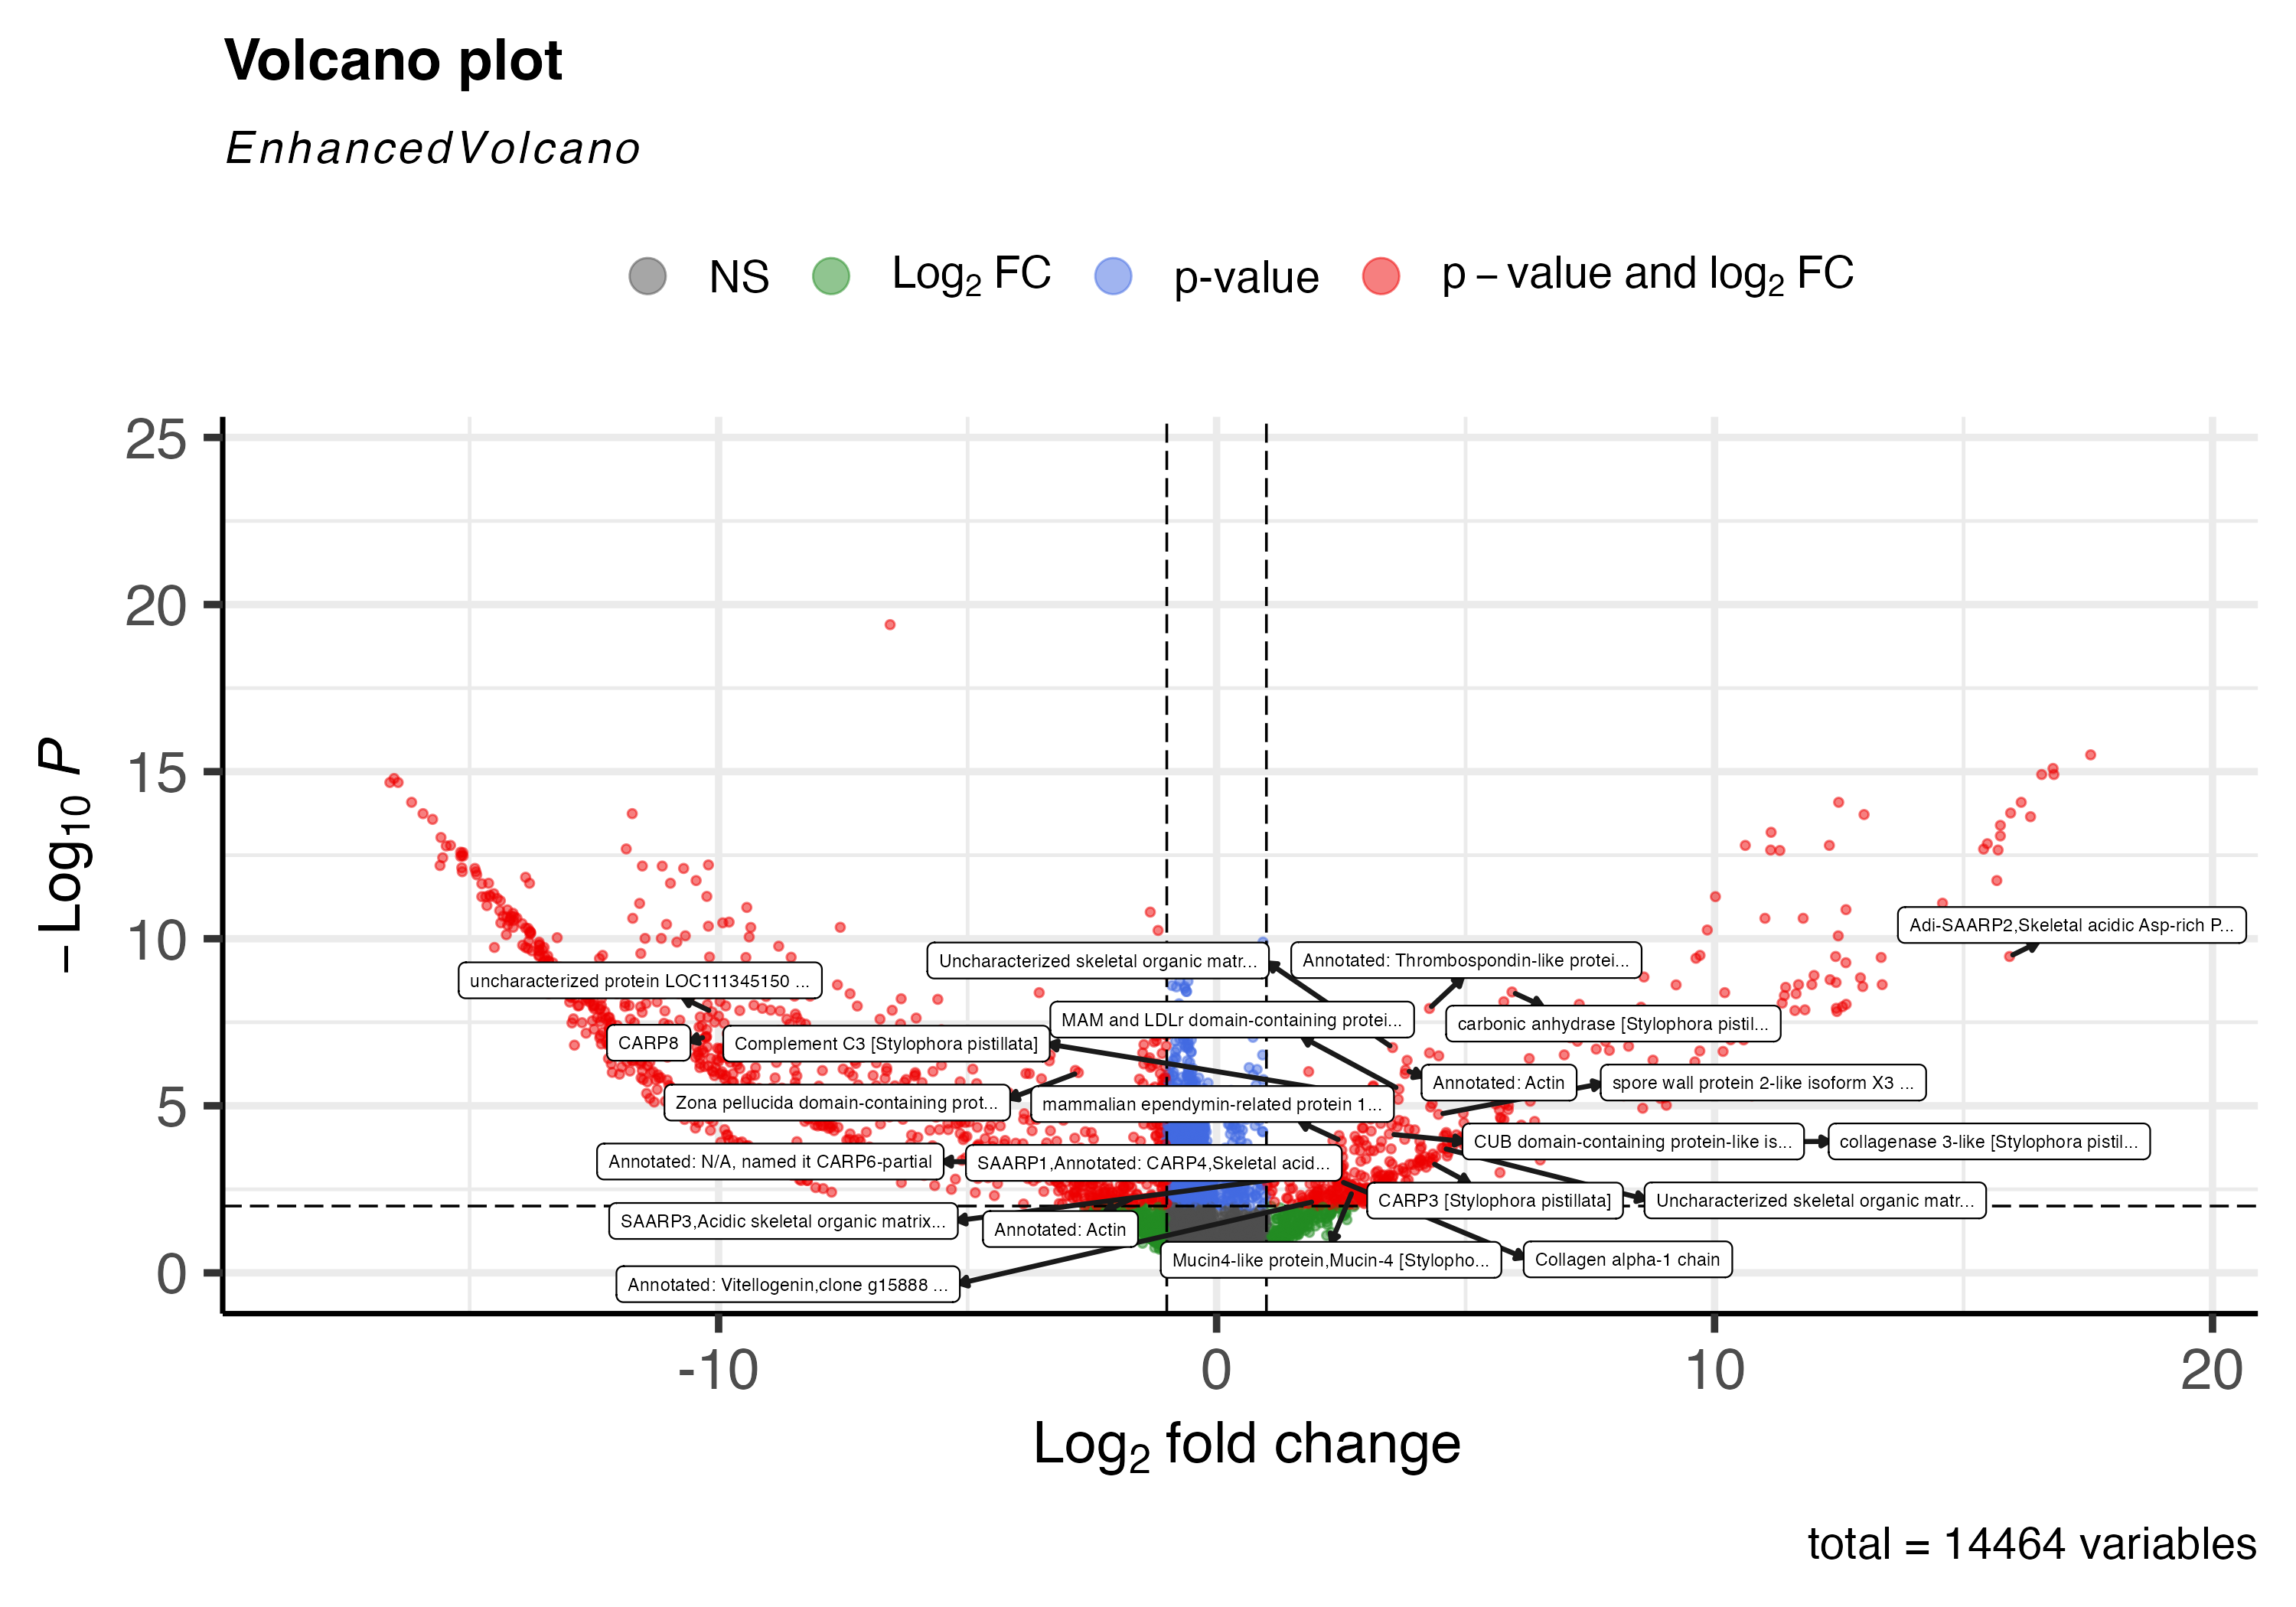 Volcano plot
EnhancedVolcano
NS Log2 FC p-value p – value and log2 FC
25
20
15
10
5
0
–Log10 P
Adi-SAARP2,Skeletal acidic Asp-rich P...
Uncharacterized skeletal organic matr...
Annotated: Thrombospondin-like protei...
uncharacterized protein LOC111345150 ...
MAM and LDLr domain-containing protei...
carbonic anhydrase [Stylophora pistil...
CARP8
Complement C3 [Stylophora pistillata]
Annotated: Actin
spore wall protein 2-like isoform X3 ...
Zona pellucida domain-containing prot...
mammalian ependymin-related protein 1...
CUB domain-containing protein-like is...
collagenase 3-like [Stylophora pistil...
Annotated: N/A, named it CARP6-partial
SAARP1,Annotated: CARP4,Skeletal acid...
CARP3 [Stylophora pistillata]
Uncharacterized skeletal organic matr...
SAARP3,Acidic skeletal organic matrix...
Annotated: Actin
Mucin4-like protein,Mucin-4 [Stylopho...
Collagen alpha-1 chain
Annotated: Vitellogenin,clone g15888 ...
-10 0 10 20
Log2 fold change
total = 14464 variables